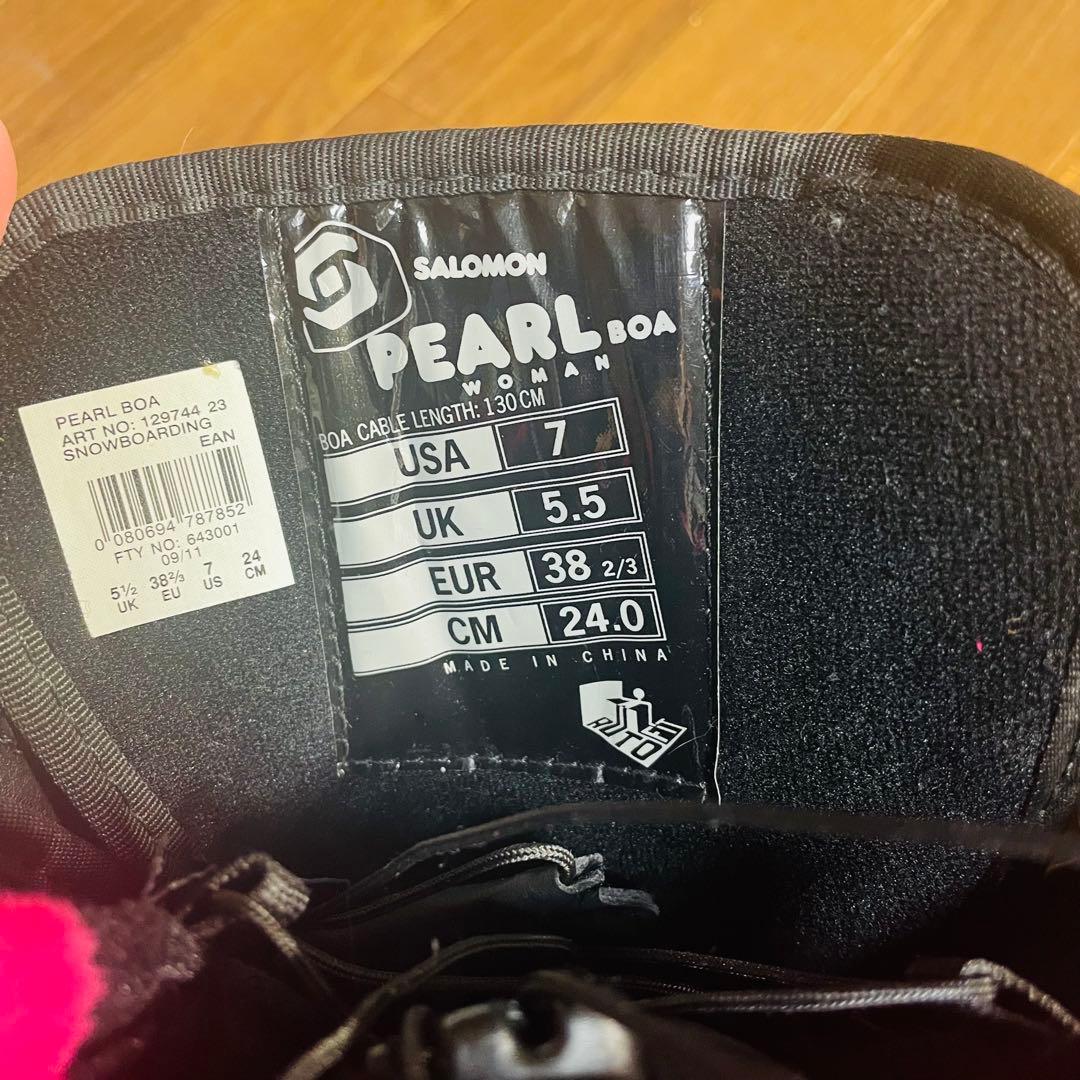 SALOMON
PEARL BOA
WOMAN
BOA CABLE LENGTH: 130 CM
USA 7
UK 5.5
EUR 38 2/3
CM 24.0
MADE IN CHINA
AUTO FIT
PEARL BOA
ART NO: 129744 23
SNOWBOARDING
EAN
0 080694 787852
FTY NO: 643001
09/11
5½ 38⅔ 7 24
UK EU US CM